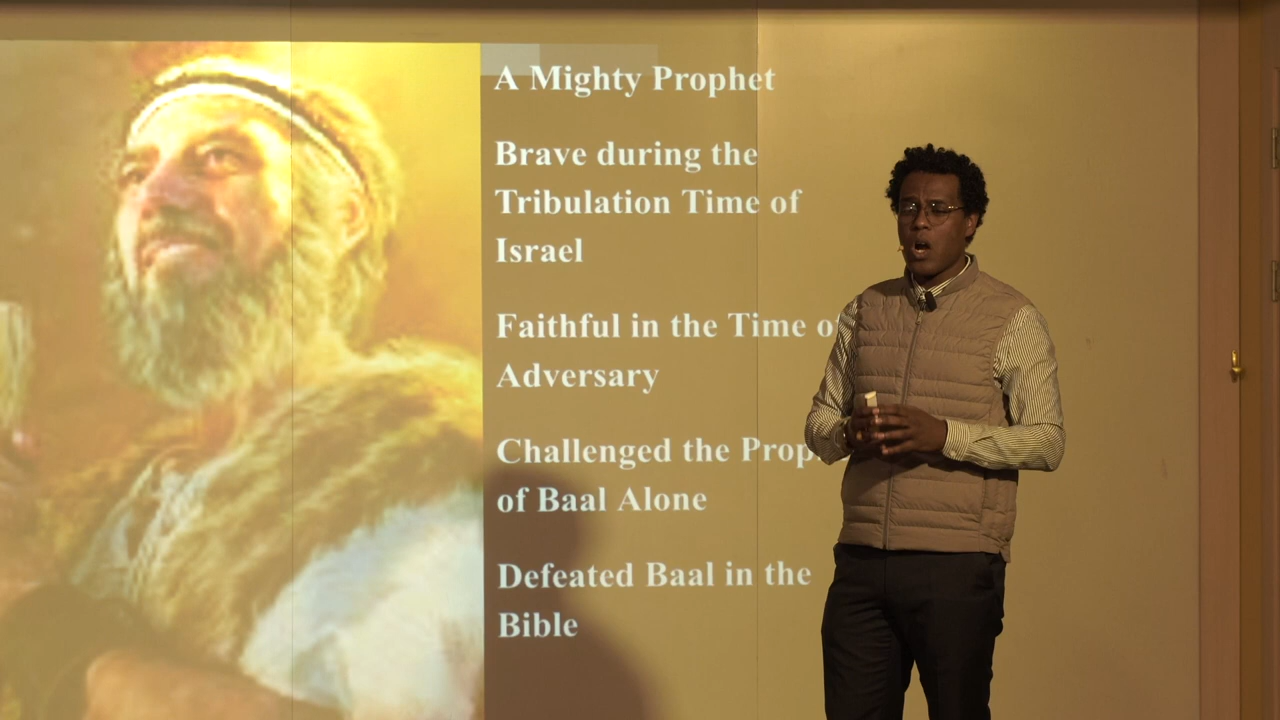 A Mighty Prophet
Brave during the
Tribulation Time of
Israel
Faithful in the Time
Adversary
Challenged the
of Baal Alone
Defeated Baal in the
Bible